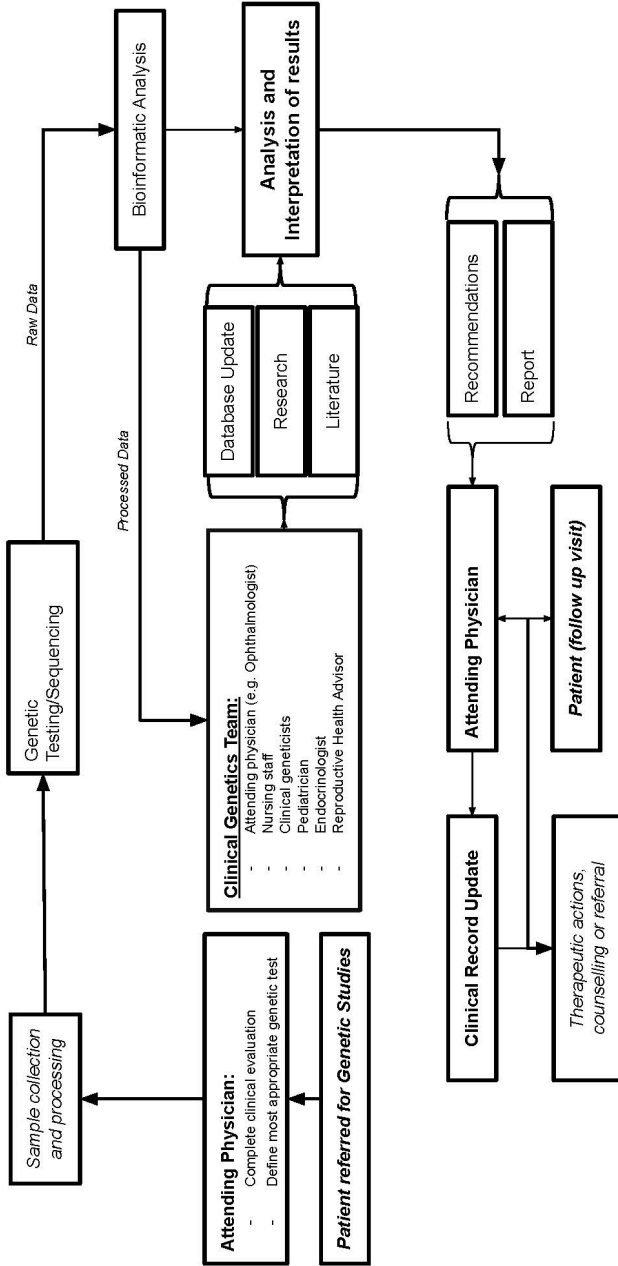 Patient referred for Genetic Studies
Attending Physician:
- Complete clinical evaluation
- Define most appropriate genetic test
Sample collection
and processing
Genetic
Testing/Sequencing
Raw Data
Bioinformatic Analysis
Processed Data
Clinical Genetics Team:
- Attending physician (e.g. Ophthalmologist)
- Nursing staff
- Clinical geneticists
- Pediatrician
- Endocrinologist
- Reproductive Health Advisor
Database Update
Research
Literature
Analysis and
Interpretation of results
Recommendations
Report
Attending Physician
Patient (follow up visit)
Clinical Record Update
Therapeutic actions,
counselling or referral